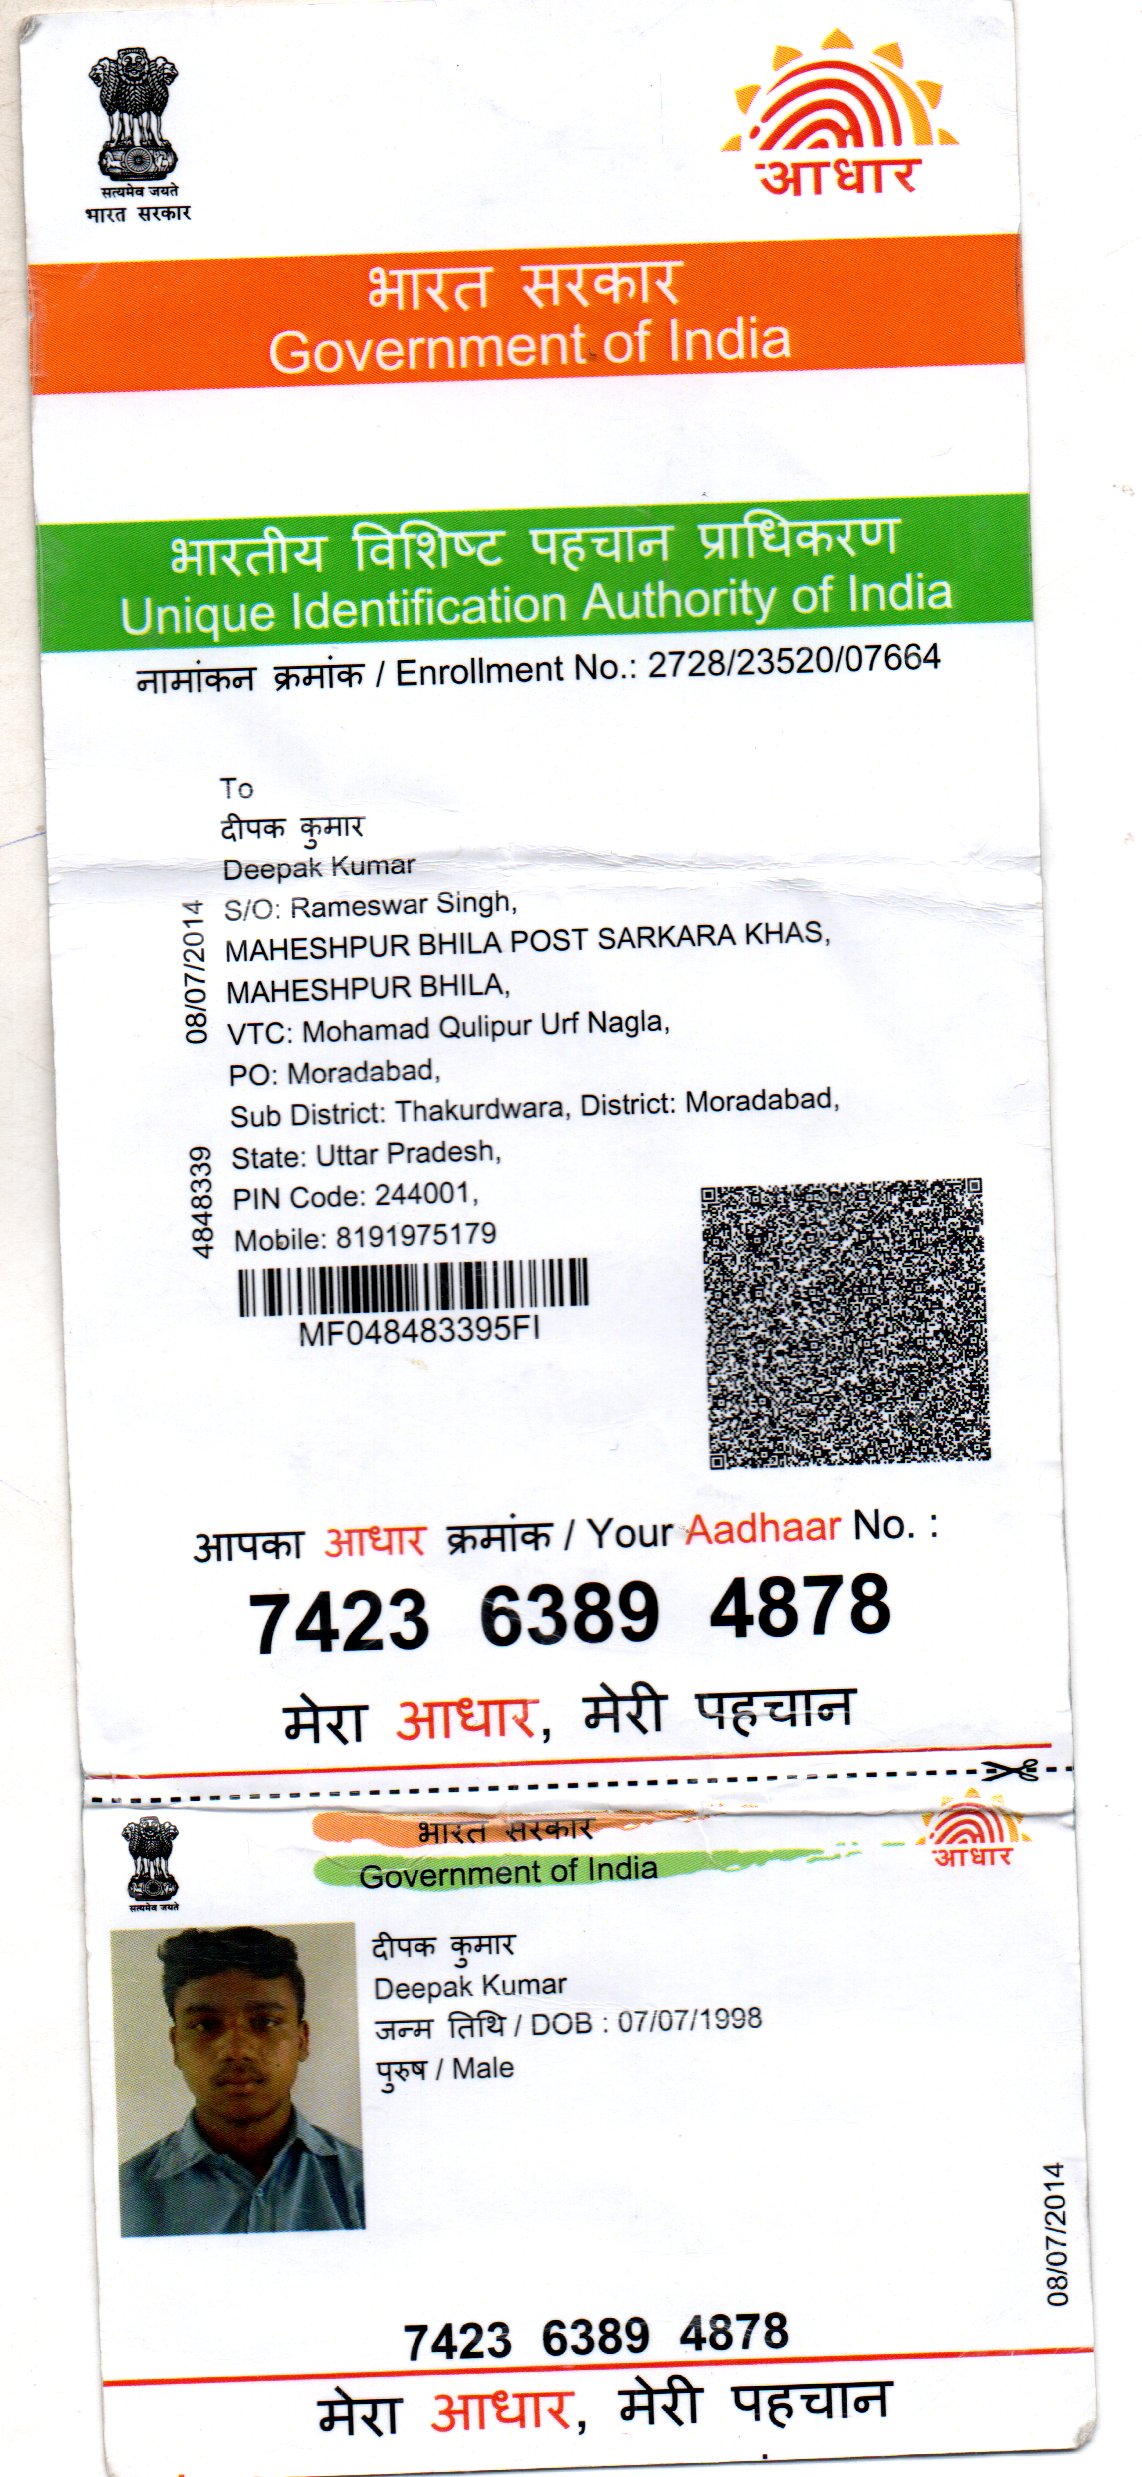 सत्यमेव जयते
भारत सरकार
आधार
भारत सरकार
Government of India
भारतीय विशिष्ट पहचान प्राधिकरण
Unique Identification Authority of India
नामांकन क्रमांक / Enrollment No.: 2728/23520/07664
To
दीपक कुमार
Deepak Kumar
S/O: Rameswar Singh,
MAHESHPUR BHILA POST SARKARA KHAS,
MAHESHPUR BHILA,
VTC: Mohamad Qulipur Urf Nagla,
PO: Moradabad,
Sub District: Thakurdwara, District: Moradabad,
State: Uttar Pradesh,
PIN Code: 244001,
Mobile: 8191975179
08/07/2014
4848339
MF048483395FI
आपका आधार क्रमांक / Your Aadhaar No. :
7423 6389 4878
मेरा आधार, मेरी पहचान
सत्यमेव जयते
भारत सरकार
Government of India
आधार
दीपक कुमार
Deepak Kumar
जन्म तिथि / DOB : 07/07/1998
पुरुष / Male
08/07/2014
7423 6389 4878
मेरा आधार, मेरी पहचान